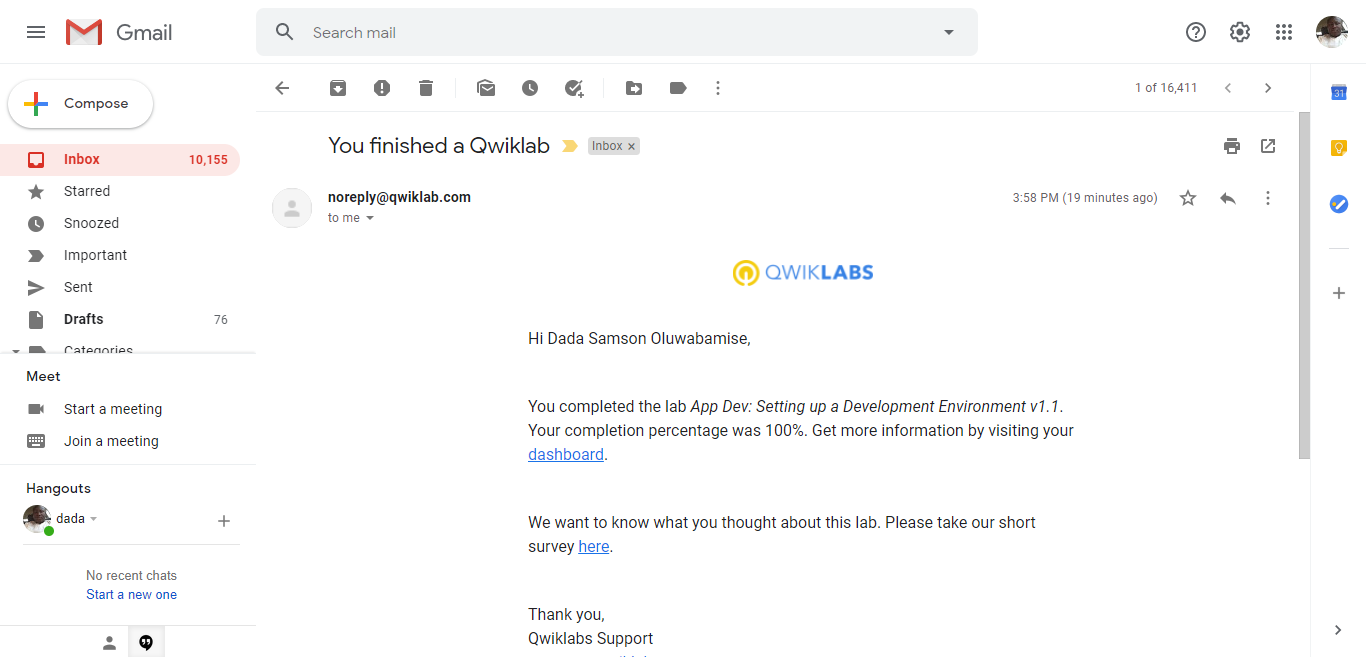 Gmail
Search mail
Compose
1 of 16,411
31
Inbox 10,155
Starred
Snoozed
Important
Sent
Drafts 76
Categories
Meet
Start a meeting
Join a meeting
Hangouts
dada
No recent chats
Start a new one
You finished a Qwiklab
Inbox x
noreply@qwiklab.com
3:58 PM (19 minutes ago)
to me
QWIKLABS
Hi Dada Samson Oluwabamise,
You completed the lab App Dev: Setting up a Development Environment v1.1.
Your completion percentage was 100%. Get more information by visiting your
dashboard.
We want to know what you thought about this lab. Please take our short
survey here.
Thank you,
Qwiklabs Support